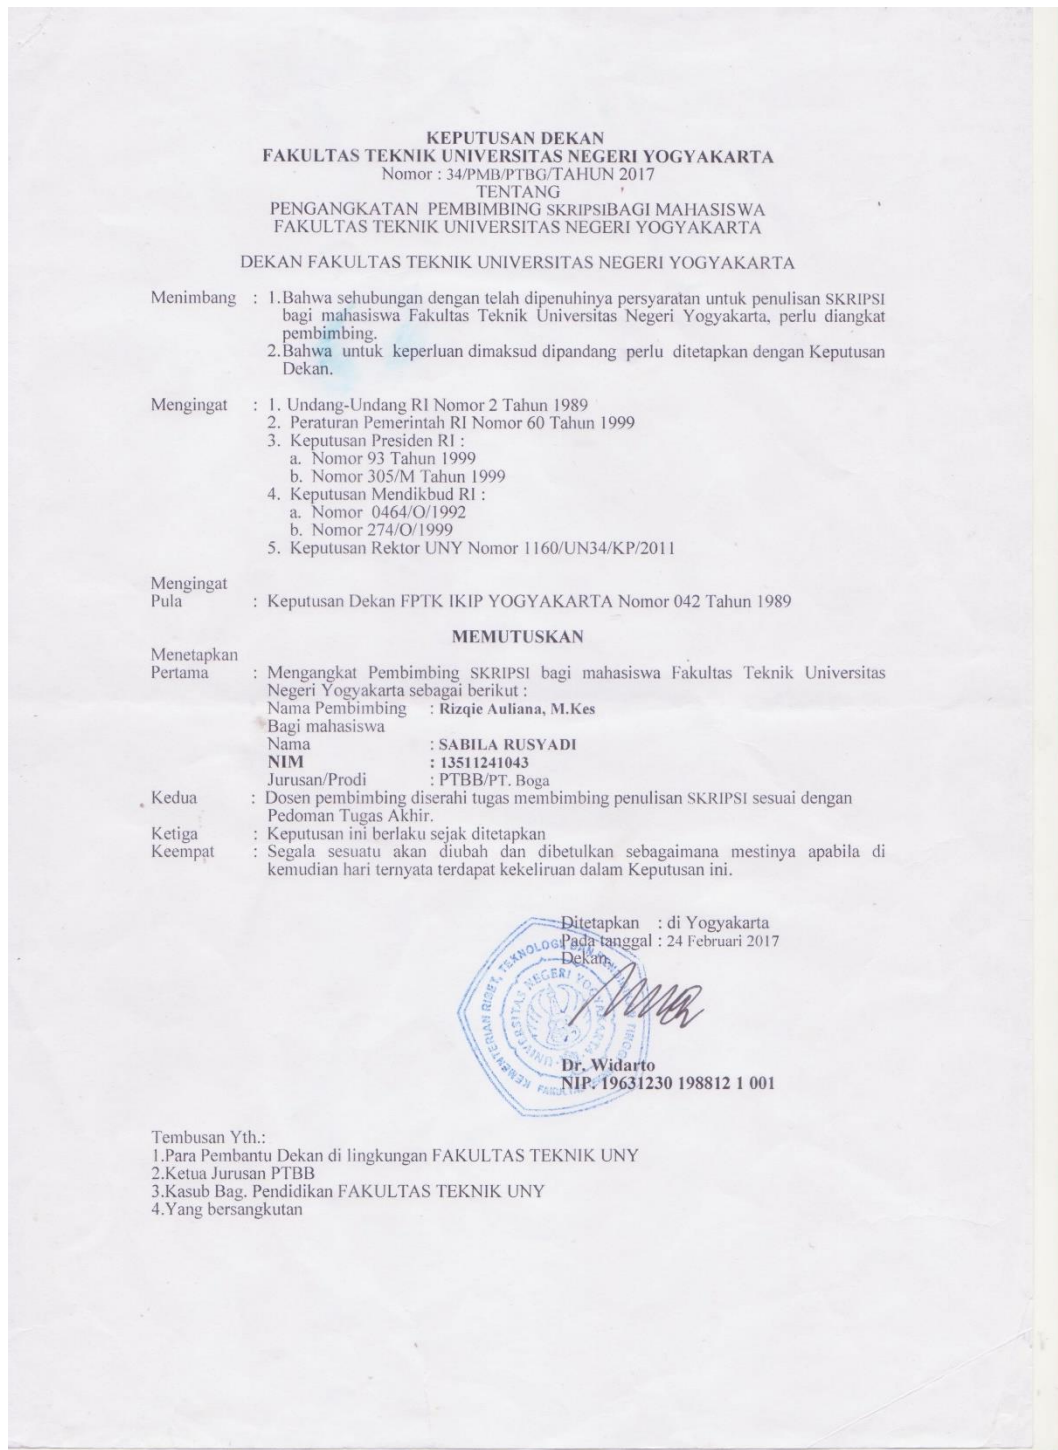 KEPUTUSAN DEKAN
FAKULTAS TEKNIK UNIVERSITAS NEGERI YOGYAKARTA
Nomor : 34/PMB/PTBG/TAHUN 2017
TENTANG
PENGANGKATAN PEMBIMBING SKRIPSIBAGI MAHASISWA
FAKULTAS TEKNIK UNIVERSITAS NEGERI YOGYAKARTA
DEKAN FAKULTAS TEKNIK UNIVERSITAS NEGERI YOGYAKARTA
Menimbang : 1.Bahwa sehubungan dengan telah dipenuhinya persyaratan untuk penulisan SKRIPSI
bagi mahasiswa Fakultas Teknik Universitas Negeri Yogyakarta, perlu diangkat
pembimbing.
2.Bahwa untuk keperluan dimaksud dipandang perlu ditetapkan dengan Keputusan
Dekan.
Mengingat : 1. Undang-Undang RI Nomor 2 Tahun 1989
2. Peraturan Pemerintah RI Nomor 60 Tahun 1999
3. Keputusan Presiden RI :
a. Nomor 93 Tahun 1999
b. Nomor 305/M Tahun 1999
4. Keputusan Mendikbud RI :
a. Nomor 0464/O/1992
b. Nomor 274/O/1999
5. Keputusan Rektor UNY Nomor 1160/UN34/KP/2011
Mengingat
Pula : Keputusan Dekan FPTK IKIP YOGYAKARTA Nomor 042 Tahun 1989
MEMUTUSKAN
Menetapkan
Pertama : Mengangkat Pembimbing SKRIPSI bagi mahasiswa Fakultas Teknik Universitas
Negeri Yogyakarta sebagai berikut :
Nama Pembimbing : Rizqie Auliana, M.Kes
Bagi mahasiswa
Nama : SABILA RUSYADI
NIM : 13511241043
Jurusan/Prodi : PTBB/PT. Boga
Kedua : Dosen pembimbing diserahi tugas membimbing penulisan SKRIPSI sesuai dengan
Pedoman Tugas Akhir.
Ketiga : Keputusan ini berlaku sejak ditetapkan
Keempat : Segala sesuatu akan diubah dan dibetulkan sebagaimana mestinya apabila di
kemudian hari ternyata terdapat kekeliruan dalam Keputusan ini.
Ditetapkan : di Yogyakarta
Pada tanggal : 24 Februari 2017
Dekan,
KEMENTERIAN RISET, TEKNOLOGI DAN
UNIVERSITAS NEGERI YOGYAKARTA
Dr. Widarto
NIP. 19631230 198812 1 001
Tembusan Yth.:
1.Para Pembantu Dekan di lingkungan FAKULTAS TEKNIK UNY
2.Ketua Jurusan PTBB
3.Kasub Bag. Pendidikan FAKULTAS TEKNIK UNY
4.Yang bersangkutan